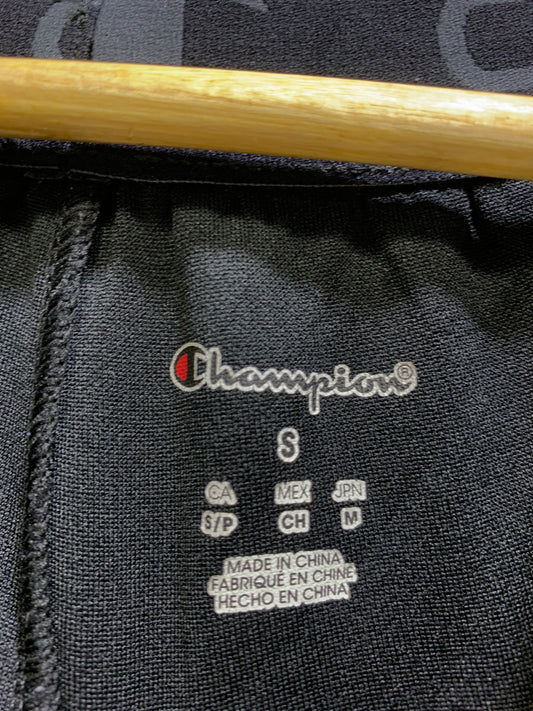 Champion®
S
CA MEX JPN
S/P CH M
MADE IN CHINA
FABRIQUÉ EN CHINE
HECHO EN CHINA